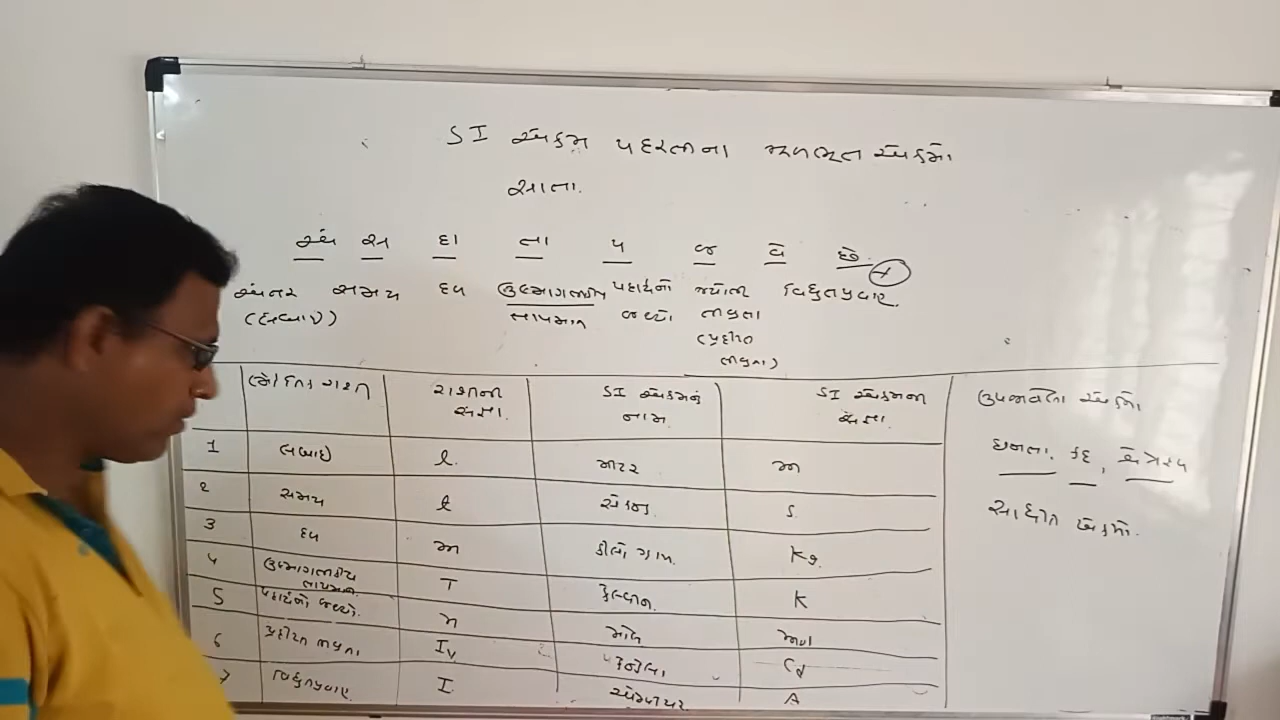 SI એકમ પદ્ધતીના મૂળભૂત એકમો
સાત.
અં સ દ તા પ જ વિ છે.
અંતર સમય દળ ઉષ્માગતિકીય પદાર્થનો જ્યોતી વિદ્યુતપ્રવાહ.
(લંબાઈ) તાપમાન જથ્થો તીવ્રતા
(પ્રદીપ્ત
તીવ્રતા)
ભૌતિક રાશી રાશીની SI એકમનું SI એકમની
સંજ્ઞા. નામ સંજ્ઞા.
1 લંબાઈ l. મીટર m
2 સમય t સેકન્ડ s
3 દળ m કીલો ગ્રામ. Kg.
4 ઉષ્માગતિકીય તાપમાન T કેલ્વીન. K
5 પદાર્થનો જથ્થો. n મોલ mol
6 પ્રદીપ્ત તીવ્રતા Iv કેન્ડેલા Cd
7 વિદ્યુતપ્રવાહ I એમ્પીયર A
ઉપજાવેલા એકમો
ઘનતા, કદ, ક્ષેત્રફળ
સાધીત એકમો.